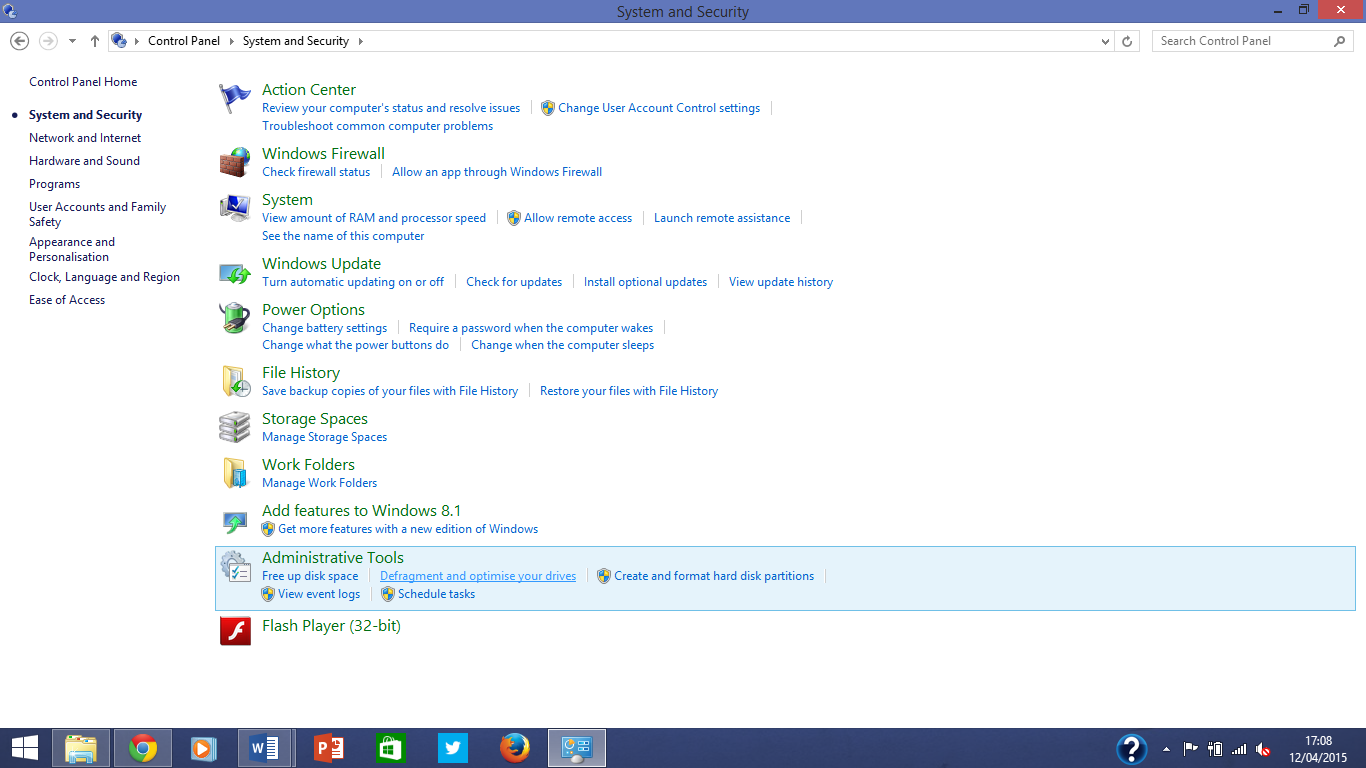 System and Security
Control Panel System and Security
Search Control Panel
Control Panel Home
System and Security
Network and Internet
Hardware and Sound
Programs
User Accounts and Family
Safety
Appearance and
Personalisation
Clock, Language and Region
Ease of Access
Action Center
Review your computer's status and resolve issues Change User Account Control settings
Troubleshoot common computer problems
Windows Firewall
Check firewall status Allow an app through Windows Firewall
System
View amount of RAM and processor speed Allow remote access Launch remote assistance
See the name of this computer
Windows Update
Turn automatic updating on or off Check for updates Install optional updates View update history
Power Options
Change battery settings Require a password when the computer wakes
Change what the power buttons do Change when the computer sleeps
File History
Save backup copies of your files with File History Restore your files with File History
Storage Spaces
Manage Storage Spaces
Work Folders
Manage Work Folders
Add features to Windows 8.1
Get more features with a new edition of Windows
Administrative Tools
Free up disk space Defragment and optimise your drives Create and format hard disk partitions
View event logs Schedule tasks
Flash Player (32-bit)
17:08
12/04/2015